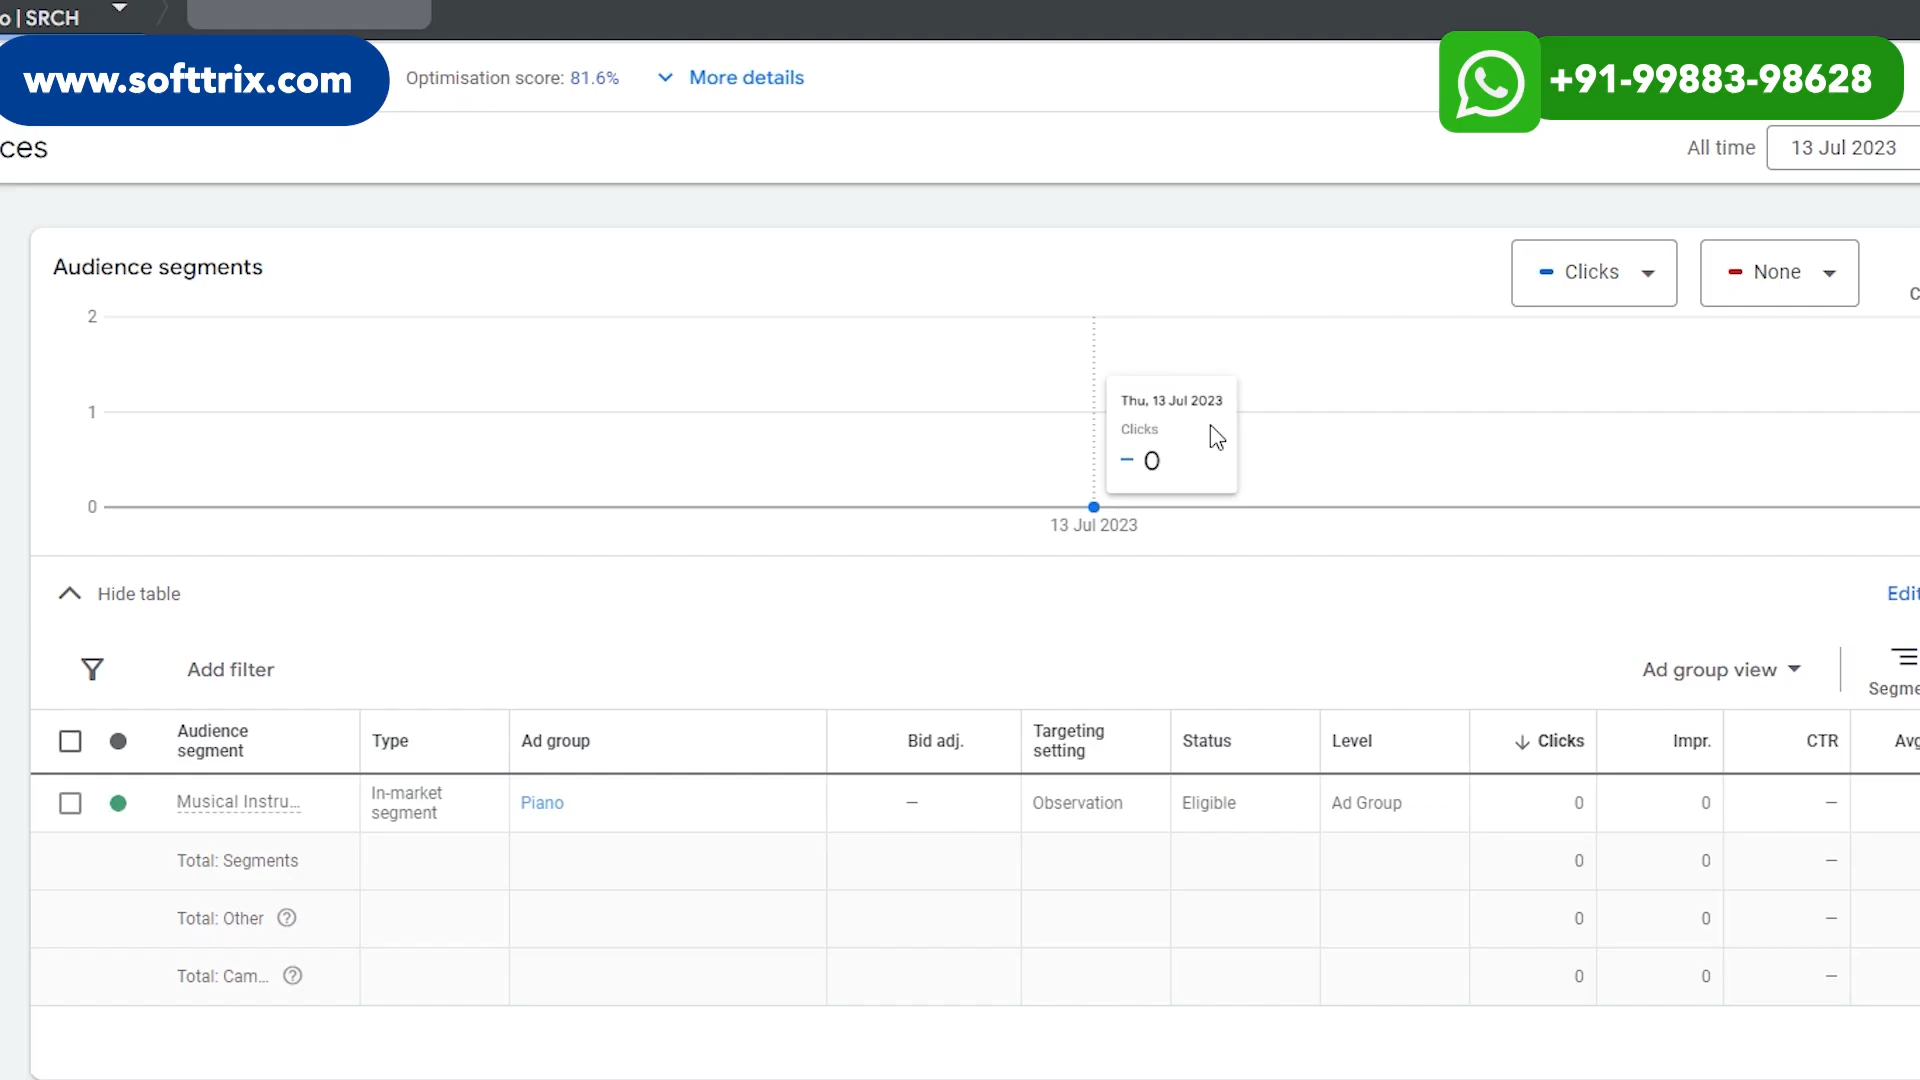 o | SRCH
www.softtrix.com
Optimisation score: 81.6%
More details
+91-99883-98628
ces
All time
13 Jul 2023
Audience segments
Clicks
None
C
2
1
0
Thu, 13 Jul 2023
Clicks
0
13 Jul 2023
Hide table
Edit
Add filter
Ad group view
Segme
Audience segment
Type
Ad group
Bid adj.
Targeting setting
Status
Level
Clicks
Impr.
CTR
Avg
Musical Instru...
In-market segment
Piano
—
Observation
Eligible
Ad Group
0
0
—
Total: Segments
0
0
—
Total: Other
0
0
—
Total: Cam...
0
0
—